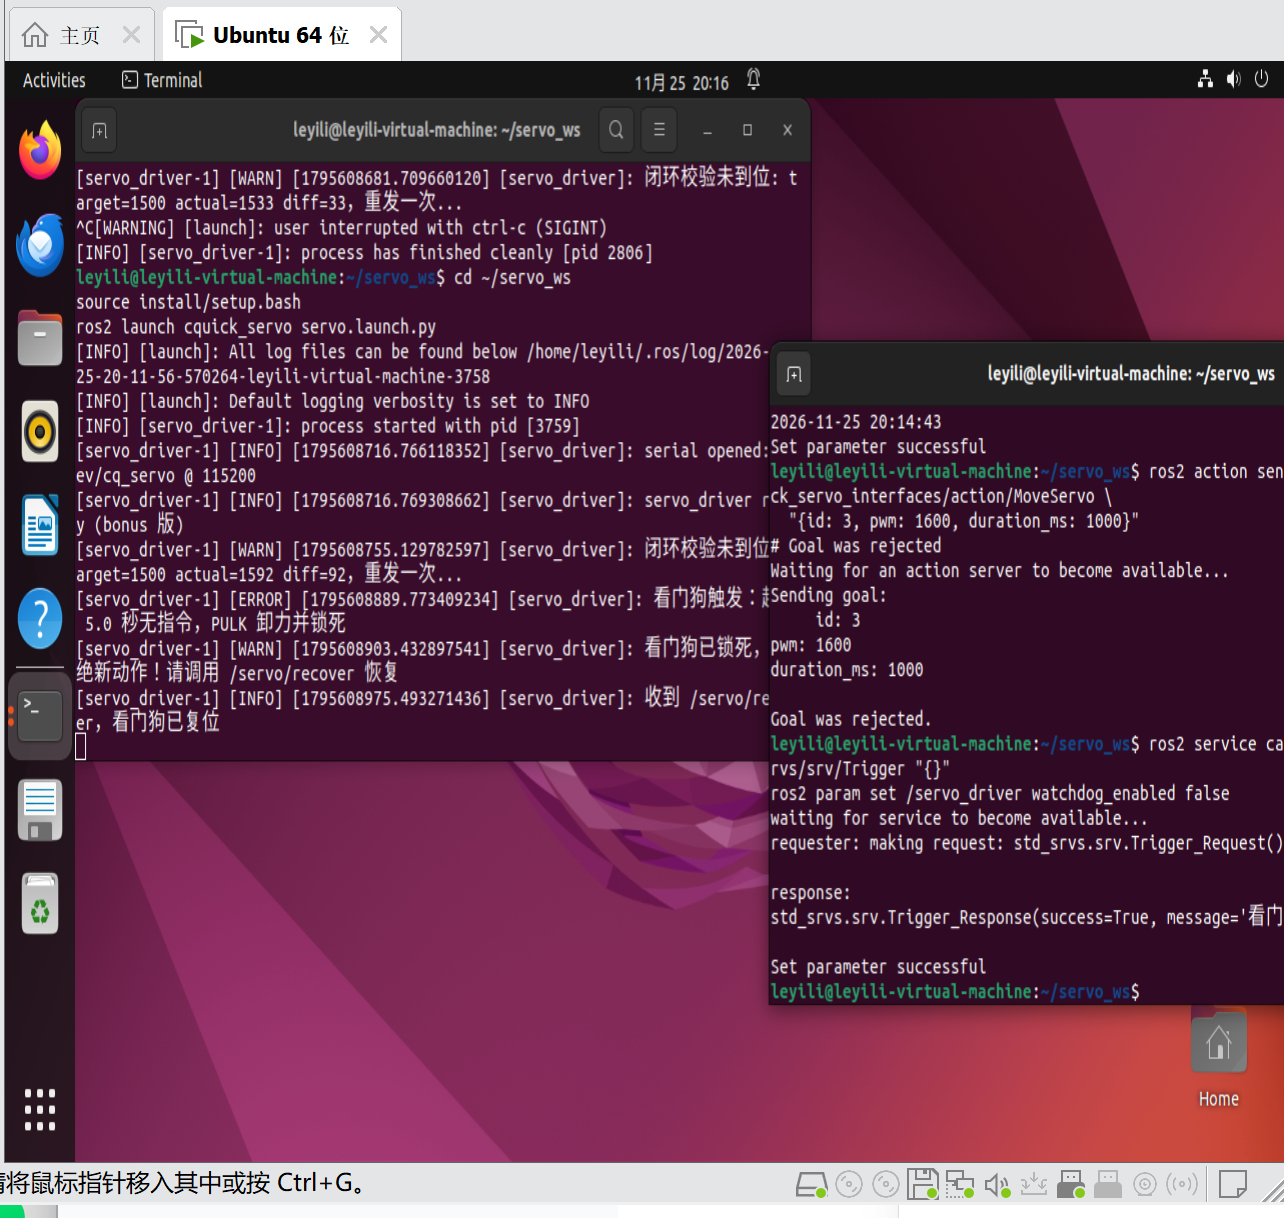 主页
Ubuntu 64 位
Activities
Terminal
11月 25 20:16
leyili@leyili-virtual-machine: ~/servo_ws
[servo_driver-1] [WARN] [1795608681.709660120] [servo_driver]: 闭环校验未到位: t
arget=1500 actual=1533 diff=33, 重发一次...
^C[WARNING] [launch]: user interrupted with ctrl-c (SIGINT)
[INFO] [servo_driver-1]: process has finished cleanly [pid 2806]
leyili@leyili-virtual-machine:~/servo_ws$ cd ~/servo_ws
source install/setup.bash
ros2 launch cquick_servo servo.launch.py
[INFO] [launch]: All log files can be found below /home/leyili/.ros/log/2026-
25-20-11-56-570264-leyili-virtual-machine-3758
[INFO] [launch]: Default logging verbosity is set to INFO
[INFO] [servo_driver-1]: process started with pid [3759]
[servo_driver-1] [INFO] [1795608716.766118352] [servo_driver]: serial opened:
ev/cq_servo @ 115200
[servo_driver-1] [INFO] [1795608716.769308662] [servo_driver]: servo_driver r
y (bonus 版)
[servo_driver-1] [WARN] [1795608755.129782597] [servo_driver]: 闭环校验未到位
arget=1500 actual=1592 diff=92, 重发一次...
[servo_driver-1] [ERROR] [1795608889.773409234] [servo_driver]: 看门狗触发：
5.0 秒无指令, PULK 卸力并锁死
[servo_driver-1] [WARN] [1795608903.432897541] [servo_driver]: 看门狗已锁死,
绝新动作！请调用 /servo/recover 恢复
[servo_driver-1] [INFO] [1795608975.493271436] [servo_driver]: 收到 /servo/re
er, 看门狗已复位
leyili@leyili-virtual-machine: ~/servo_ws
2026-11-25 20:14:43
Set parameter successful
leyili@leyili-virtual-machine:~/servo_ws$ ros2 action sen
ck_servo_interfaces/action/MoveServo \
"{id: 3, pwm: 1600, duration_ms: 1000}"
# Goal was rejected
Waiting for an action server to become available...
Sending goal:
id: 3
pwm: 1600
duration_ms: 1000
Goal was rejected.
leyili@leyili-virtual-machine:~/servo_ws$ ros2 service ca
rvs/srv/Trigger "{}"
ros2 param set /servo_driver watchdog_enabled false
waiting for service to become available...
requester: making request: std_srvs.srv.Trigger_Request()
response:
std_srvs.srv.Trigger_Response(success=True, message='看门
Set parameter successful
leyili@leyili-virtual-machine:~/servo_ws$
Home
将鼠标指针移入其中或按 Ctrl+G。